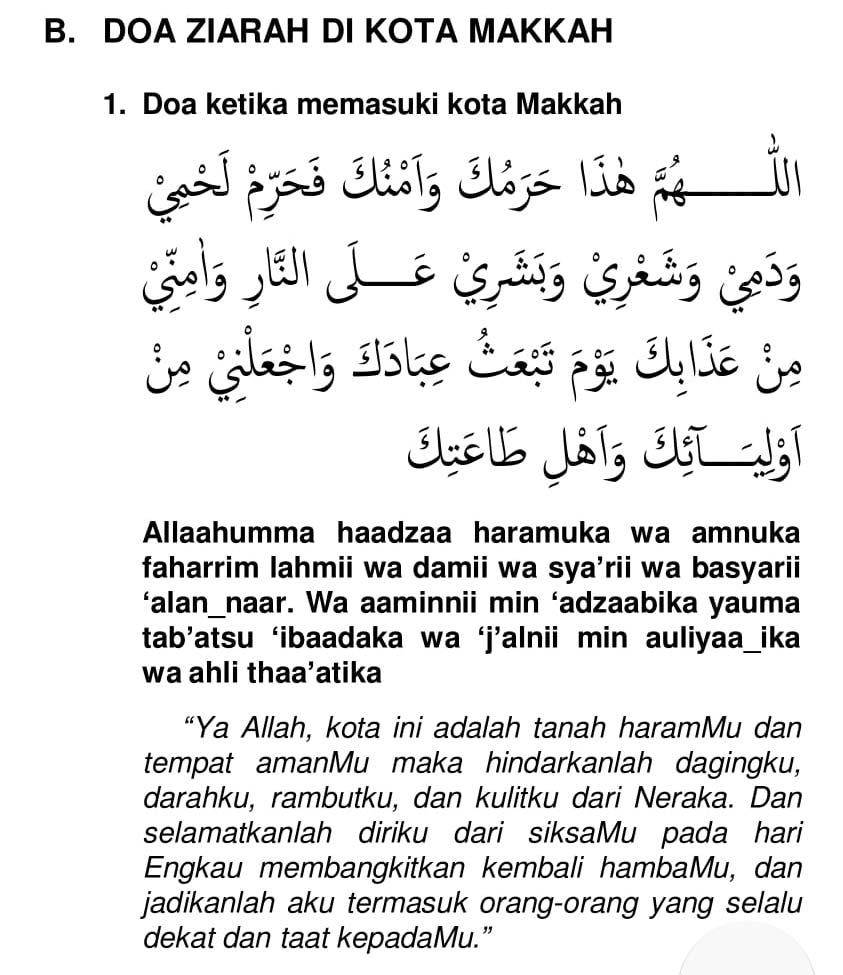 B. DOA ZIARAH DI KOTA MAKKAH
1. Doa ketika memasuki kota Makkah
اَللّٰـــــهُمَّ هٰذَا حَرَمُكَ وَأَمْنُكَ فَحَرِّمْ لَحْمِيْ
وَدَمِيْ وَشَعْرِيْ وَبَشَرِيْ عَـــلَى النَّارِ وَاٰمِنِّيْ
مِنْ عَذَابِكَ يَوْمَ تَبْعَثُ عِبَادَكَ وَاجْعَلْنِيْ مِنْ
أَوْلِيَـــآئِكَ وَأَهْلِ طَاعَتِكَ
Allaahumma haadzaa haramuka wa amnuka
faharrim lahmii wa damii wa sya’rii wa basyarii
‘alan_naar. Wa aaminnii min ‘adzaabika yauma
tab’atsu ‘ibaadaka wa ‘j’alnii min auliyaa_ika
wa ahli thaa’atika
“Ya Allah, kota ini adalah tanah haramMu dan
tempat amanMu maka hindarkanlah dagingku,
darahku, rambutku, dan kulitku dari Neraka. Dan
selamatkanlah diriku dari siksaMu pada hari
Engkau membangkitkan kembali hambaMu, dan
jadikanlah aku termasuk orang-orang yang selalu
dekat dan taat kepadaMu.”